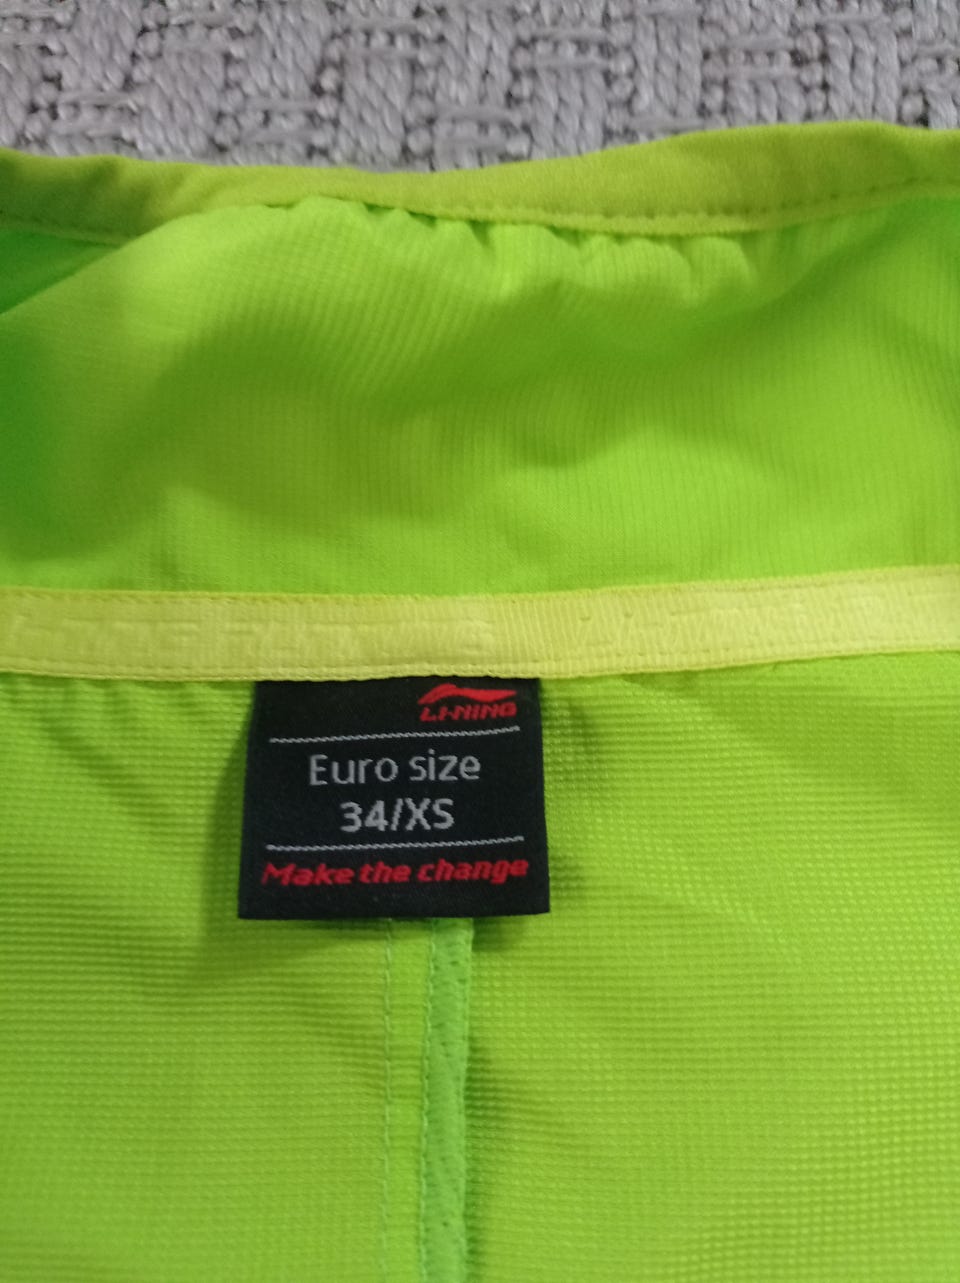 LI-NING
Euro size
34/XS
Make the change